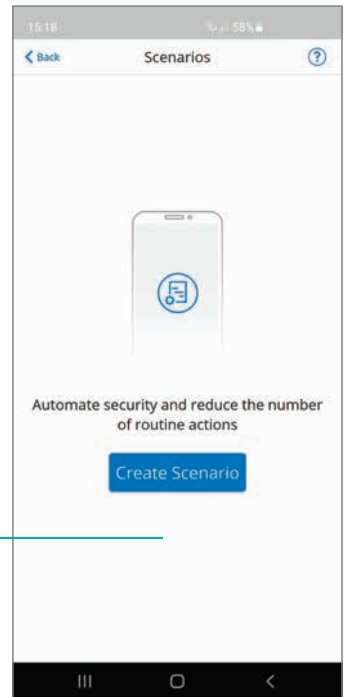 15:18 58%
Back Scenarios ?
Automate security and reduce the number
of routine actions
Create Scenario